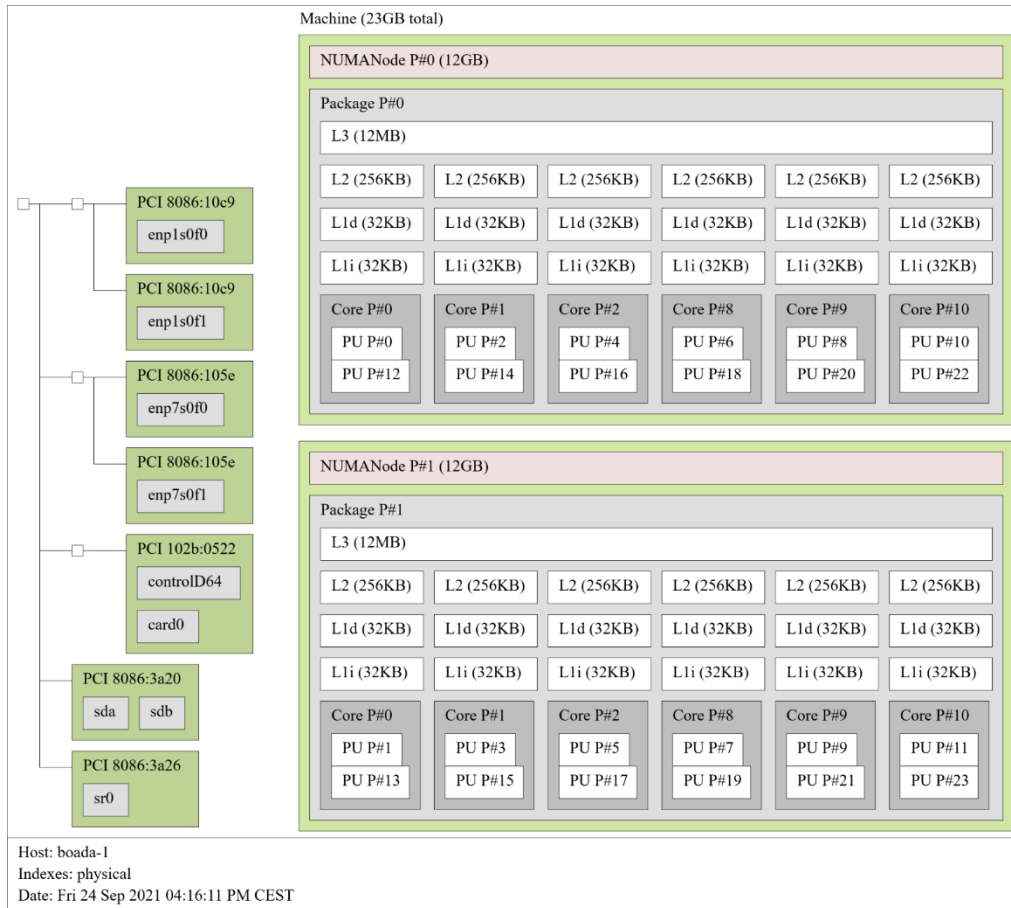 Machine (23GB total)
NUMANode P#0 (12GB)
Package P#0
L3 (12MB)
L2 (256KB) L2 (256KB) L2 (256KB) L2 (256KB) L2 (256KB) L2 (256KB)
L1d (32KB) L1d (32KB) L1d (32KB) L1d (32KB) L1d (32KB) L1d (32KB)
L1i (32KB) L1i (32KB) L1i (32KB) L1i (32KB) L1i (32KB) L1i (32KB)
Core P#0 Core P#1 Core P#2 Core P#8 Core P#9 Core P#10
PU P#0 PU P#2 PU P#4 PU P#6 PU P#8 PU P#10
PU P#12 PU P#14 PU P#16 PU P#18 PU P#20 PU P#22
NUMANode P#1 (12GB)
Package P#1
L3 (12MB)
L2 (256KB) L2 (256KB) L2 (256KB) L2 (256KB) L2 (256KB) L2 (256KB)
L1d (32KB) L1d (32KB) L1d (32KB) L1d (32KB) L1d (32KB) L1d (32KB)
L1i (32KB) L1i (32KB) L1i (32KB) L1i (32KB) L1i (32KB) L1i (32KB)
Core P#0 Core P#1 Core P#2 Core P#8 Core P#9 Core P#10
PU P#1 PU P#3 PU P#5 PU P#7 PU P#9 PU P#11
PU P#13 PU P#15 PU P#17 PU P#19 PU P#21 PU P#23
PCI 8086:10c9
enp1s0f0
PCI 8086:10c9
enp1s0f1
PCI 8086:105e
enp7s0f0
PCI 8086:105e
enp7s0f1
PCI 102b:0522
controlD64
card0
PCI 8086:3a20
sda sdb
PCI 8086:3a26
sr0
Host: boada-1
Indexes: physical
Date: Fri 24 Sep 2021 04:16:11 PM CEST